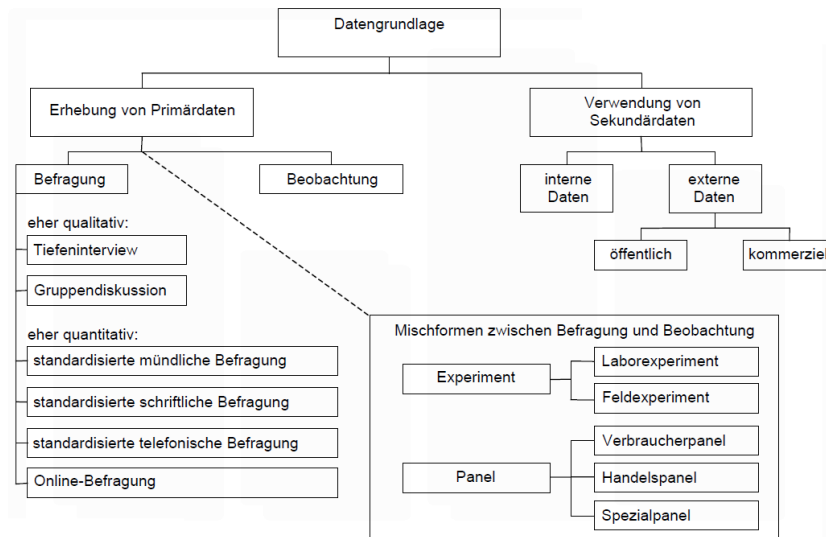 Datengrundlage
Erhebung von Primärdaten
Verwendung von
Sekundärdaten
Befragung
Beobachtung
interne
Daten
externe
Daten
öffentlich
kommerziel
eher qualitativ:
Tiefeninterview
Gruppendiskussion
eher quantitativ:
standardisierte mündliche Befragung
standardisierte schriftliche Befragung
standardisierte telefonische Befragung
Online-Befragung
Mischformen zwischen Befragung und Beobachtung
Experiment
Laborexperiment
Feldexperiment
Panel
Verbraucherpanel
Handelspanel
Spezialpanel